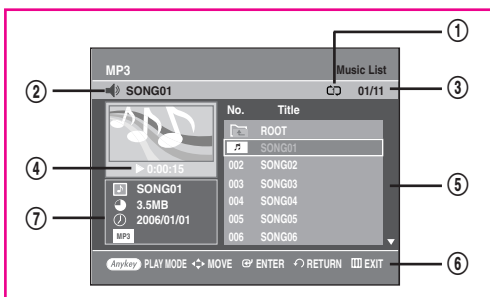 ①
MP3 Music List
② SONG01 01/11 ③
No. Title
ROOT
SONG01
④ 0:00:15
002 SONG02
003 SONG03
004 SONG04
005 SONG05
006 SONG06
⑤
⑦ SONG01
3.5MB
2006/01/01
MP3
Anykey PLAY MODE MOVE ENTER RETURN EXIT ⑥